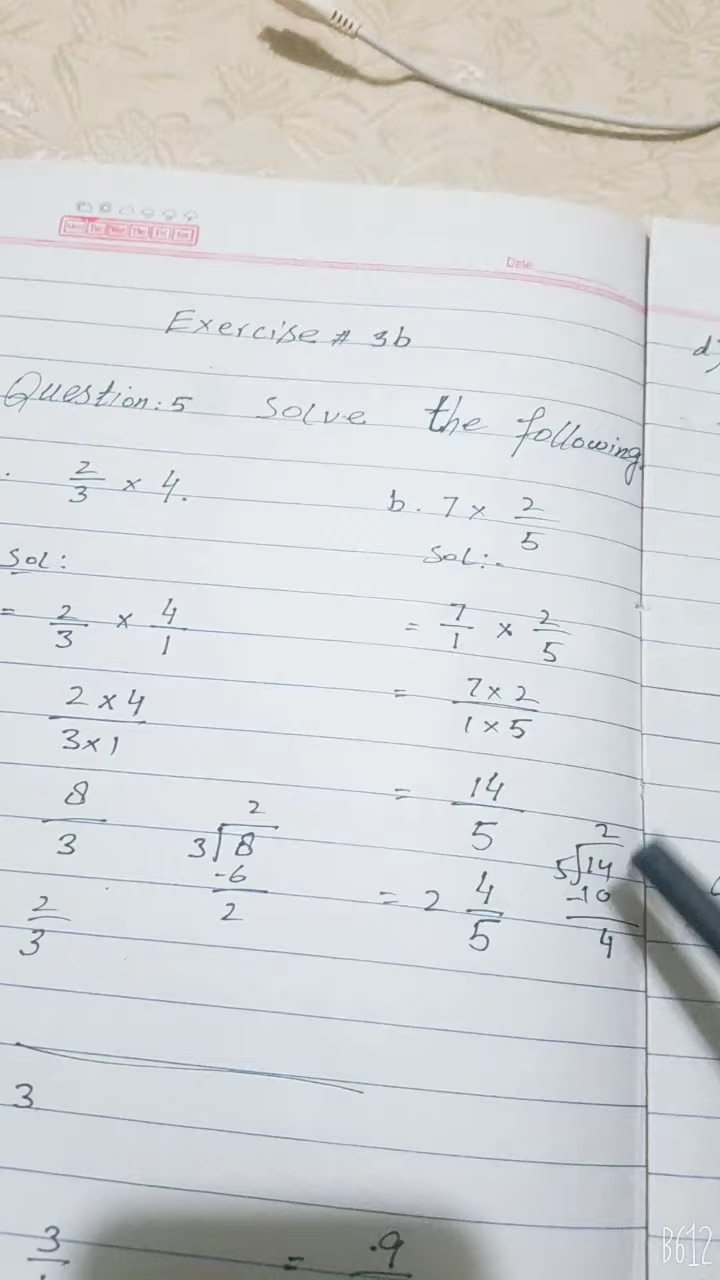 Date
Exercise # 3b
Question: 5 Solve the following.
. 2/3 × 4.
b. 7 × 2/5
Sol:
Sol:-
= 2/3 × 4/1
= 7/1 × 2/5
2 × 4 / 3 × 1
= 7 × 2 / 1 × 5
8/3
2
3√8
-6
2
= 14/5
2
5√14
-10
4
2/3
= 2 4/5
3
3
= .9
d)
B612